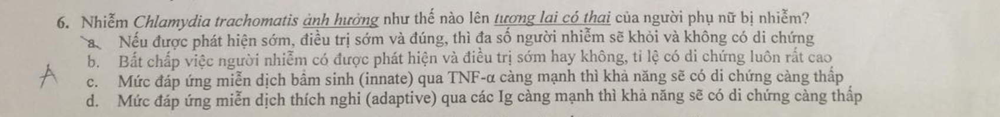 6. Nhiễm Chlamydia trachomatis ảnh hưởng như thế nào lên tương lai có thai của người phụ nữ bị nhiễm?
a. Nếu được phát hiện sớm, điều trị sớm và đúng, thì đa số người nhiễm sẽ khỏi và không có di chứng
b. Bất chấp việc người nhiễm có được phát hiện và điều trị sớm hay không, tỉ lệ có di chứng luôn rất cao
A
c. Mức đáp ứng miễn dịch bẩm sinh (innate) qua TNF-α càng mạnh thì khả năng sẽ có di chứng càng thấp
d. Mức đáp ứng miễn dịch thích nghi (adaptive) qua các Ig càng mạnh thì khả năng sẽ có di chứng càng thấp